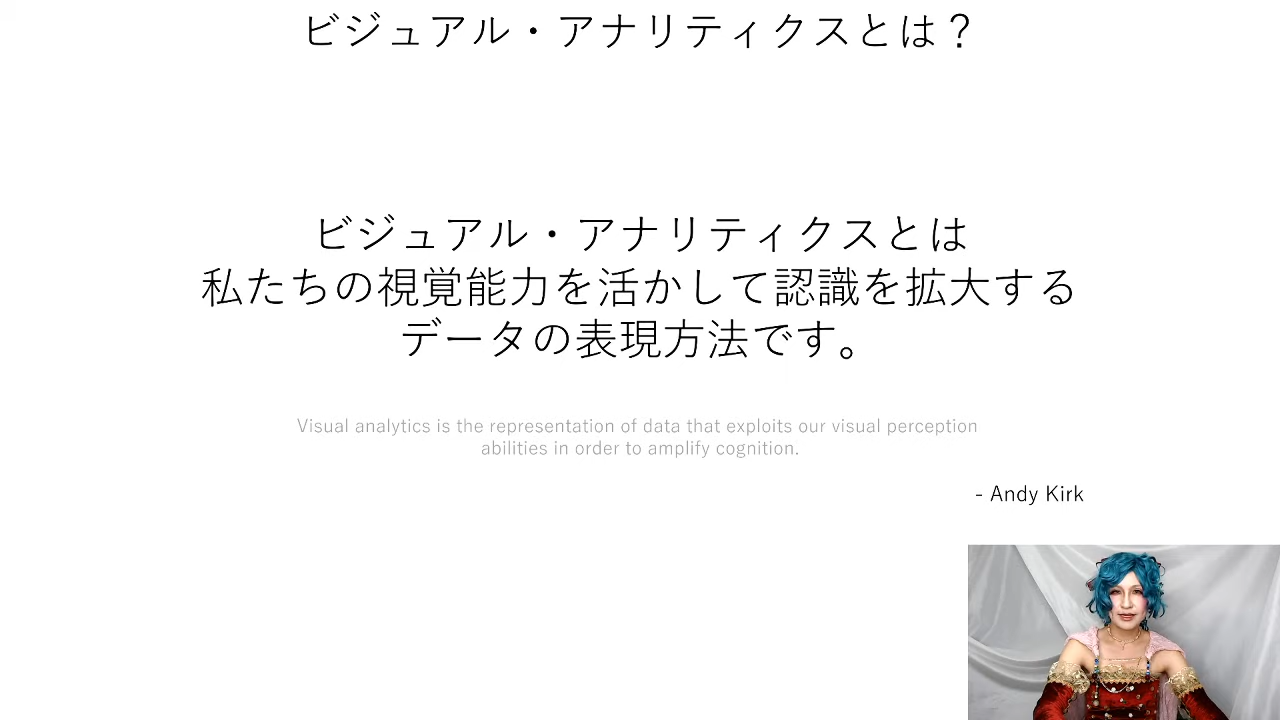 ビジュアル・アナリティクスとは？
ビジュアル・アナリティクスとは
私たちの視覚能力を活かして認識を拡大する
データの表現方法です。
Visual analytics is the representation of data that exploits our visual perception
abilities in order to amplify cognition.
- Andy Kirk